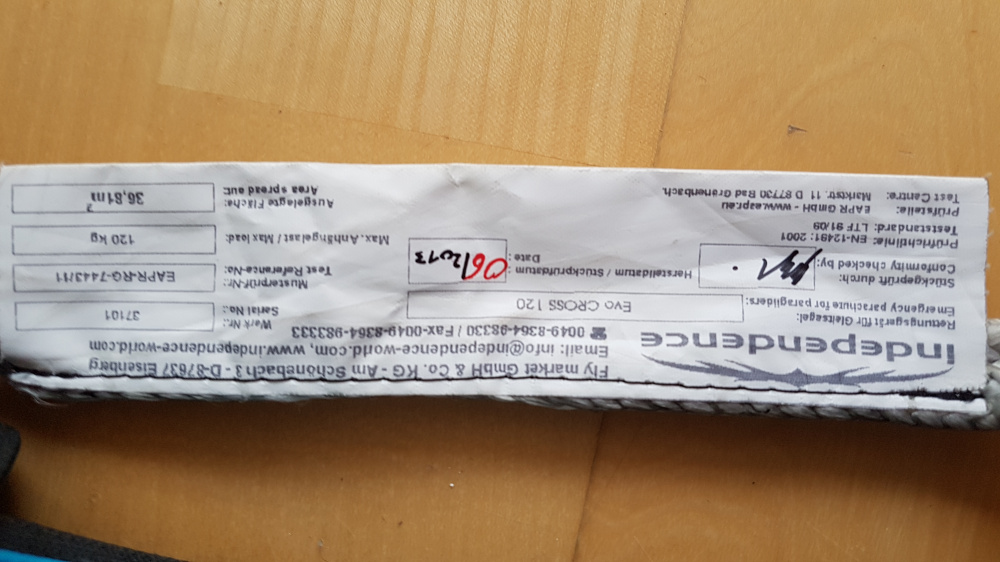 independence
Fly market GmbH & Co. KG - Am Schönebach 3 - D-87637 Eisenberg
Email: info@independence-world.com, www.independence-world.com
☎ 0049-8364-98330 / Fax-0049-8364-983333
Rettungsgerät für Gleitsegel:
Emergency parachute for paragliders:
Evo CROSS 120
Werk Nr.:
Serial No.:
37101
Stückgeprüft durch:
Conformity checked by:
Herstelldatum / Stückprüfdatum :
Date :
06/2013
Musterprüf-Nr.:
Test Reference-No.:
EAPR-RG-7443/11
Prüfrichtlinie: EN-12491: 2001
Teststandard: LTF 91/09
Max. Anhängelast / Max load:
120 kg
Prüfstelle: EAPR GmbH - www.eapr.eu
Test Centre: Marktstr. 11, D 87730 Bad Grönenbach
Ausgelegte Fläche:
Area spread out:
36,81m²